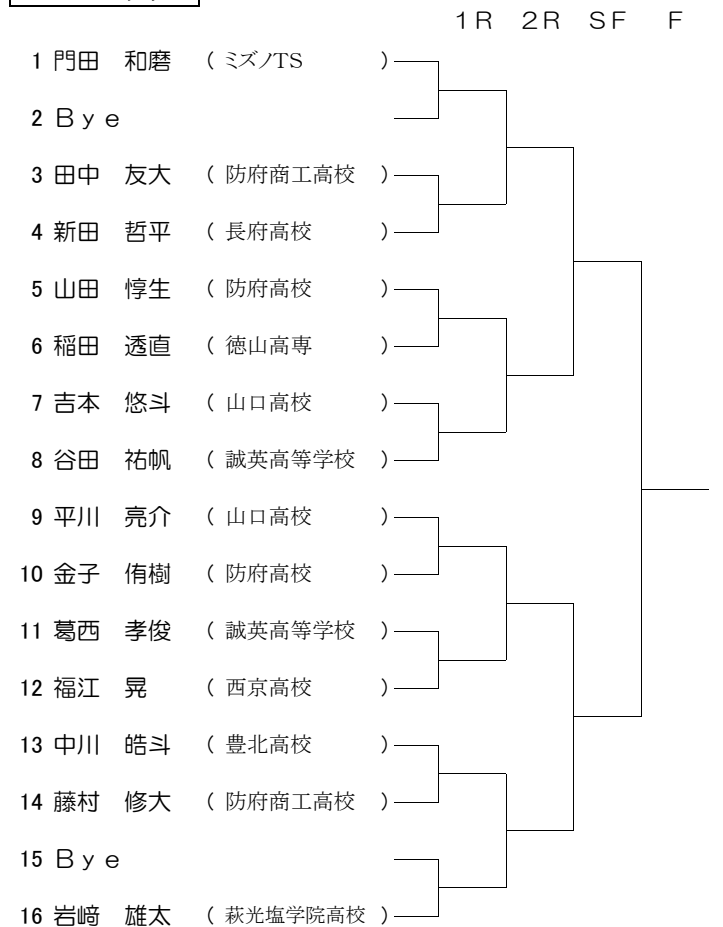 1R 2R SF F
1 門田 和磨 ( ミズノTS )
2 Bye
3 田中 友大 ( 防府商工高校 )
4 新田 哲平 ( 長府高校 )
5 山田 惇生 ( 防府高校 )
6 稲田 透直 ( 徳山高専 )
7 吉本 悠斗 ( 山口高校 )
8 谷田 祐帆 ( 誠英高等学校 )
9 平川 亮介 ( 山口高校 )
10 金子 侑樹 ( 防府高校 )
11 葛西 孝俊 ( 誠英高等学校 )
12 福江 晃 ( 西京高校 )
13 中川 皓斗 ( 豊北高校 )
14 藤村 修大 ( 防府商工高校 )
15 Bye
16 岩﨑 雄太 ( 萩光塩学院高校 )